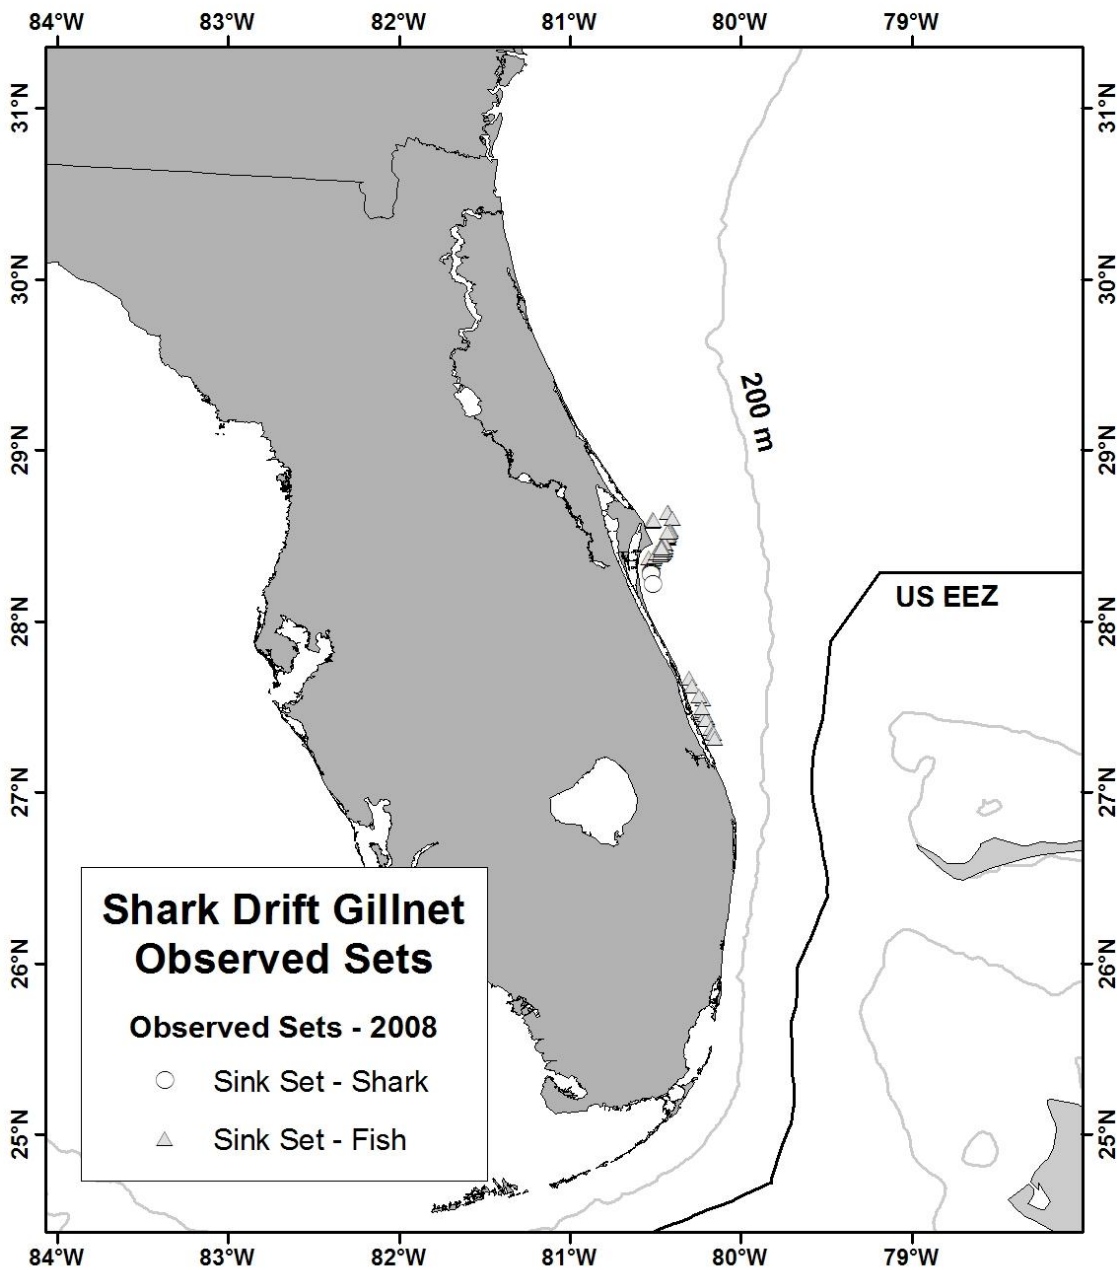 84°W 83°W 82°W 81°W 80°W 79°W
31°N 31°N
30°N 30°N
200 m
29°N 29°N
US EEZ
28°N 28°N
27°N 27°N
Shark Drift Gillnet
Observed Sets
26°N 26°N
Observed Sets - 2008
Sink Set - Shark
Sink Set - Fish
25°N 25°N
84°W 83°W 82°W 81°W 80°W 79°W